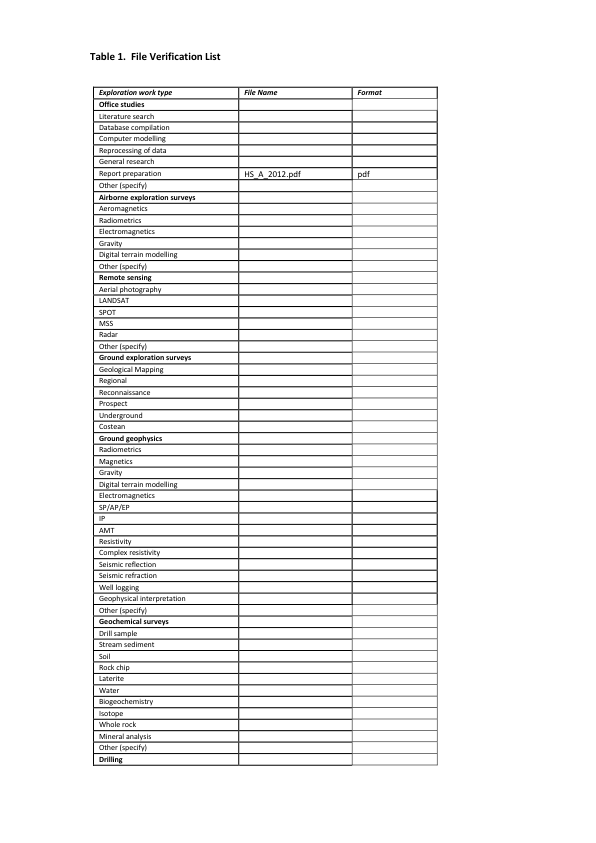 Table 1. File Verification List
Exploration work type File Name Format
Office studies
Literature search
Database compilation
Computer modelling
Reprocessing of data
General research
Report preparation HS_A_2012.pdf pdf
Other (specify)
Airborne exploration surveys
Aeromagnetics
Radiometrics
Electromagnetics
Gravity
Digital terrain modelling
Other (specify)
Remote sensing
Aerial photography
LANDSAT
SPOT
MSS
Radar
Other (specify)
Ground exploration surveys
Geological Mapping
Regional
Reconnaissance
Prospect
Underground
Costean
Ground geophysics
Radiometrics
Magnetics
Gravity
Digital terrain modelling
Electromagnetics
SP/AP/EP
IP
AMT
Resistivity
Complex resistivity
Seismic reflection
Seismic refraction
Well logging
Geophysical interpretation
Other (specify)
Geochemical surveys
Drill sample
Stream sediment
Soil
Rock chip
Laterite
Water
Biogeochemistry
Isotope
Whole rock
Mineral analysis
Other (specify)
Drilling